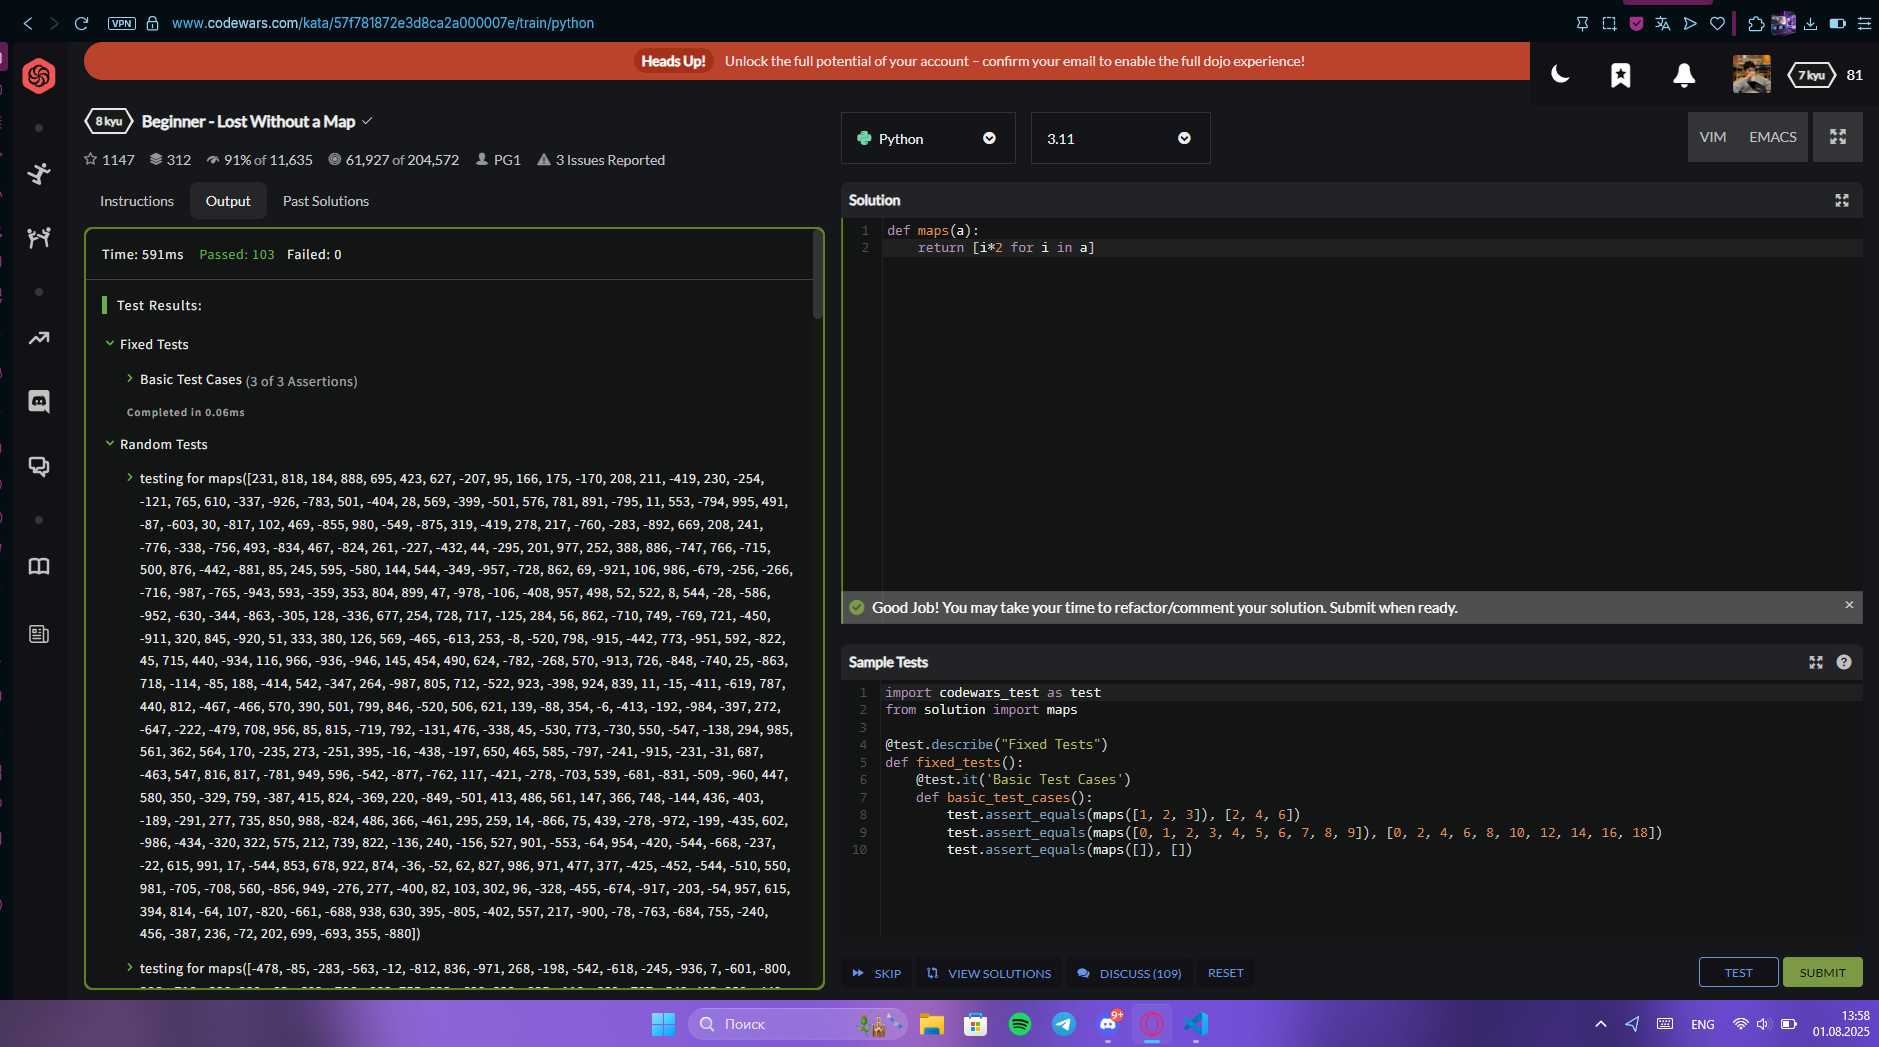 VPN www.codewars.com/kata/57f781872e3d8ca2a000007e/train/python
Heads Up! Unlock the full potential of your account – confirm your email to enable the full dojo experience!
7 kyu 81
8 kyu Beginner - Lost Without a Map
1147 312 91% of 11,635 61,927 of 204,572 PG1 3 Issues Reported
Instructions Output Past Solutions
Time: 591ms Passed: 103 Failed: 0
Test Results:
Fixed Tests
Basic Test Cases (3 of 3 Assertions)
Completed in 0.06ms
Random Tests
testing for maps([231, 818, 184, 888, 695, 423, 627, -207, 95, 166, 175, -170, 208, 211, -419, 230, -254,
-121, 765, 610, -337, -926, -783, 501, -404, 28, 569, -399, -501, 576, 781, 891, -795, 11, 553, -794, 995, 491,
-87, -603, 30, -817, 102, 469, -855, 980, -549, -875, 319, -419, 278, 217, -760, -283, -892, 669, 208, 241,
-776, -338, -756, 493, -834, 467, -824, 261, -227, -432, 44, -295, 201, 977, 252, 388, 886, -747, 766, -715,
500, 876, -442, -881, 85, 245, 595, -580, 144, 544, -349, -957, -728, 862, 69, -921, 106, 986, -679, -256, -266,
-716, -987, -765, -943, 593, -359, 353, 804, 899, 47, -978, -106, -408, 957, 498, 52, 522, 8, 544, -28, -586,
-952, -630, -344, -863, -305, 128, -336, 677, 254, 728, 717, -125, 284, 56, 862, -710, 749, -769, 721, -450,
-911, 320, 845, -920, 51, 333, 380, 126, 569, -465, -613, 253, -8, -520, 798, -915, -442, 773, -951, 592, -822,
45, 715, 440, -934, 116, 966, -936, -946, 145, 454, 490, 624, -782, -268, 570, -913, 726, -848, -740, 25, -863,
718, -114, -85, 188, -414, 542, -347, 264, -987, 805, 712, -522, 923, -398, 924, 839, 11, -15, -411, -619, 787,
440, 812, -467, -466, 570, 390, 501, 799, 846, -520, 506, 621, 139, -88, 354, -6, -413, -192, -984, -397, 272,
-647, -222, -479, 708, 956, 85, 815, -719, 792, -131, 476, -338, 45, -530, 773, -730, 550, -547, -138, 294, 985,
561, 362, 564, 170, -235, 273, -251, 395, -16, -438, -197, 650, 465, 585, -797, -241, -915, -231, -31, 687,
-463, 547, 816, 817, -781, 949, 596, -542, -877, -762, 117, -421, -278, -703, 539, -681, -831, -509, -960, 447,
580, 350, -329, 759, -387, 415, 824, -369, 220, -849, -501, 413, 486, 561, 147, 366, 748, -144, 436, -403,
-189, -291, 277, 735, 850, 988, -824, 486, 366, -461, 295, 259, 14, -866, 75, 439, -278, -972, -199, -435, 602,
-986, -434, -320, 322, 575, 212, 739, 822, -136, 240, -156, 527, 901, -553, -64, 954, -420, -544, -668, -237,
-22, 615, 991, 17, -544, 853, 678, 922, 874, -36, -52, 62, 827, 986, 971, 477, 377, -425, -452, -544, -510, 550,
981, -705, -708, 560, -856, 949, -276, 277, -400, 82, 103, 302, 96, -328, -455, -674, -917, -203, -54, 957, 615,
394, 814, -64, 107, -820, -661, -688, 938, 630, 395, -805, -402, 557, 217, -900, -78, -763, -684, 755, -240,
456, -387, 236, -72, 202, 699, -693, 355, -880])
testing for maps([-478, -85, -283, -563, -12, -812, 836, -971, 268, -198, -542, -618, -245, -936, 7, -601, -800,
Python 3.11 VIM EMACS
Solution
1 def maps(a):
2 return [i*2 for i in a]
Good Job! You may take your time to refactor/comment your solution. Submit when ready.
Sample Tests
1 import codewars_test as test
2 from solution import maps
3
4 @test.describe("Fixed Tests")
5 def fixed_tests():
6 @test.it('Basic Test Cases')
7 def basic_test_cases():
8 test.assert_equals(maps([1, 2, 3]), [2, 4, 6])
9 test.assert_equals(maps([0, 1, 2, 3, 4, 5, 6, 7, 8, 9]), [0, 2, 4, 6, 8, 10, 12, 14, 16, 18])
10 test.assert_equals(maps([]), [])
SKIP VIEW SOLUTIONS DISCUSS (109) RESET TEST SUBMIT
Поиск 9+ ENG 13:58
01.08.2025